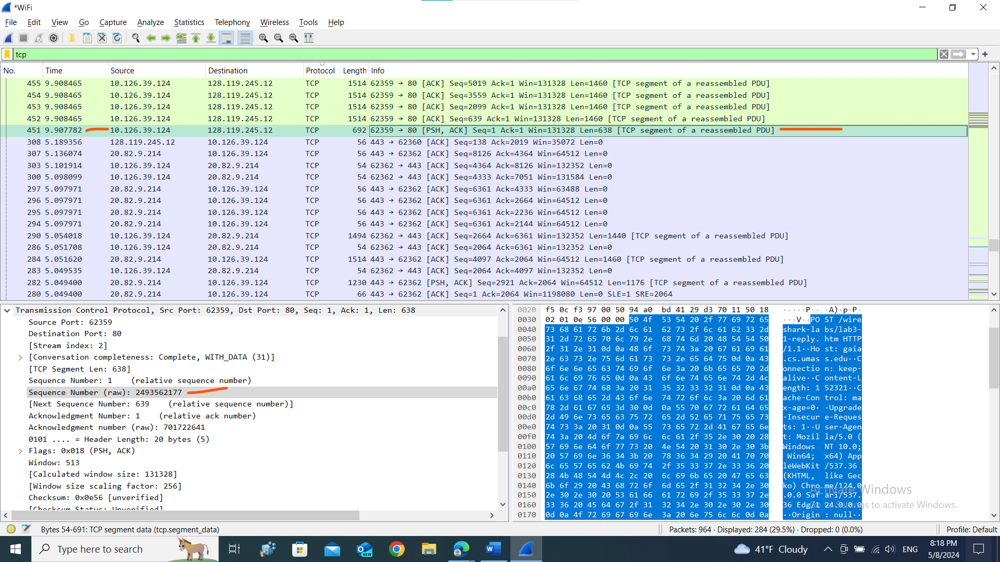 *WiFi
File Edit View Go Capture Analyze Statistics Telephony Wireless Tools Help
tcp
No. Time Source Destination Protocol Length Info
455 9.908465 10.126.39.124 128.119.245.12 TCP 1514 62359 → 80 [ACK] Seq=5019 Ack=1 Win=131328 Len=1460 [TCP segment of a reassembled PDU]
454 9.908465 10.126.39.124 128.119.245.12 TCP 1514 62359 → 80 [ACK] Seq=3559 Ack=1 Win=131328 Len=1460 [TCP segment of a reassembled PDU]
453 9.908465 10.126.39.124 128.119.245.12 TCP 1514 62359 → 80 [ACK] Seq=2099 Ack=1 Win=131328 Len=1460 [TCP segment of a reassembled PDU]
452 9.908465 10.126.39.124 128.119.245.12 TCP 1514 62359 → 80 [ACK] Seq=639 Ack=1 Win=131328 Len=1460 [TCP segment of a reassembled PDU]
451 9.907782 10.126.39.124 128.119.245.12 TCP 692 62359 → 80 [PSH, ACK] Seq=1 Ack=1 Win=131328 Len=638 [TCP segment of a reassembled PDU]
308 5.189356 128.119.245.12 10.126.39.124 TCP 56 443 → 62360 [ACK] Seq=138 Ack=2019 Win=35072 Len=0
307 5.136074 20.82.9.214 10.126.39.124 TCP 56 443 → 62362 [ACK] Seq=8126 Ack=4364 Win=64512 Len=0
303 5.101914 10.126.39.124 20.82.9.214 TCP 54 62362 → 443 [ACK] Seq=4364 Ack=8126 Win=132352 Len=0
300 5.098099 10.126.39.124 20.82.9.214 TCP 54 62362 → 443 [ACK] Seq=4333 Ack=7051 Win=131584 Len=0
297 5.097971 20.82.9.214 10.126.39.124 TCP 56 443 → 62362 [ACK] Seq=6361 Ack=4333 Win=63488 Len=0
296 5.097971 20.82.9.214 10.126.39.124 TCP 56 443 → 62362 [ACK] Seq=6361 Ack=2664 Win=64512 Len=0
295 5.097971 20.82.9.214 10.126.39.124 TCP 56 443 → 62362 [ACK] Seq=6361 Ack=2236 Win=64512 Len=0
294 5.097971 20.82.9.214 10.126.39.124 TCP 56 443 → 62362 [ACK] Seq=6361 Ack=2144 Win=64512 Len=0
290 5.054018 10.126.39.124 20.82.9.214 TCP 1494 62362 → 443 [ACK] Seq=2664 Ack=6361 Win=132352 Len=1440 [TCP segment of a reassembled PDU]
286 5.051708 10.126.39.124 20.82.9.214 TCP 54 62362 → 443 [ACK] Seq=2064 Ack=6361 Win=132352 Len=0
284 5.051620 20.82.9.214 10.126.39.124 TCP 1514 443 → 62362 [ACK] Seq=4097 Ack=2064 Win=64512 Len=1460 [TCP segment of a reassembled PDU]
283 5.049535 10.126.39.124 20.82.9.214 TCP 54 62362 → 443 [ACK] Seq=2064 Ack=4097 Win=132352 Len=0
282 5.049400 20.82.9.214 10.126.39.124 TCP 1230 443 → 62362 [PSH, ACK] Seq=2921 Ack=2064 Win=64512 Len=1176 [TCP segment of a reassembled PDU]
280 5.049400 20.82.9.214 10.126.39.124 TCP 66 443 → 62362 [ACK] Seq=1 Ack=2064 Win=1198080 Len=0 SLE=1 SRE=2064
Transmission Control Protocol, Src Port: 62359, Dst Port: 80, Seq: 1, Ack: 1, Len: 638
Source Port: 62359
Destination Port: 80
[Stream index: 2]
[Conversation completeness: Complete, WITH_DATA (31)]
[TCP Segment Len: 638]
Sequence Number: 1 (relative sequence number)
Sequence Number (raw): 2493562177
[Next Sequence Number: 639 (relative sequence number)]
Acknowledgment Number: 1 (relative ack number)
Acknowledgment number (raw): 701722641
0101 .... = Header Length: 20 bytes (5)
Flags: 0x018 (PSH, ACK)
Window: 513
[Calculated window size: 131328]
[Window size scaling factor: 256]
Checksum: 0x0e56 [unverified]
[Checksum Status: Unverified]
0020 f5 0c f3 97 00 50 94 a0 bd 41 29 d3 70 11 50 18 ·····P·· ·A)·p·P·
0030 02 01 0e 56 00 00 50 4f 53 54 20 2f 77 69 72 65 ···V··PO ST /wire
0040 73 68 61 72 6b 2d 6c 61 62 73 2f 6c 61 62 33 2d shark-la bs/lab3-
0050 31 2d 72 65 70 6c 79 2e 68 74 6d 20 48 54 54 50 1-reply. htm HTTP
0060 2f 31 2e 31 0d 0a 48 6f 73 74 3a 20 67 61 69 61 /1.1··Ho st: gaia
0070 2e 63 73 2e 75 6d 61 73 73 2e 65 64 75 0d 0a 43 .cs.umas s.edu··C
0080 6f 6e 6e 65 63 74 69 6f 6e 3a 20 6b 65 65 70 2d onnectio n: keep-
0090 61 6c 69 76 65 0d 0a 43 6f 6e 74 65 6e 74 2d 4c alive··C ontent-L
00a0 65 6e 67 74 68 3a 20 31 35 32 33 32 31 0d 0a 43 ength: 1 52321··C
00b0 61 63 68 65 2d 43 6f 6e 74 72 6f 6c 3a 20 6d 61 ache-Con trol: ma
00c0 78 2d 61 67 65 3d 30 0d 0a 55 70 67 72 61 64 65 x-age=0· ·Upgrade
00d0 2d 49 6e 73 65 63 75 72 65 2d 52 65 71 75 65 73 -Insecur e-Reques
00e0 74 73 3a 20 31 0d 0a 55 73 65 72 2d 41 67 65 6e ts: 1··U ser-Agen
00f0 74 3a 20 4d 6f 7a 69 6c 6c 61 2f 35 2e 30 20 28 t: Mozil la/5.0 (
0100 57 69 6e 64 6f 77 73 20 4e 54 20 31 30 2e 30 3b Windows NT 10.0;
0110 20 57 69 6e 36 34 3b 20 78 36 34 29 20 41 70 70 Win64; x64) App
0120 6c 65 57 65 62 4b 69 74 2f 35 33 37 2e 33 36 20 leWebKit /537.36
0130 28 4b 48 54 4d 4c 2c 20 6c 69 6b 65 20 47 65 63 (KHTML, like Gec
0140 6b 6f 29 20 43 68 72 6f 6d 65 2f 31 32 34 2e 30 ko) Chro me/124.0
0150 2e 30 2e 30 20 53 61 66 61 72 69 2f 35 33 37 2e .0.0 Saf ari/537.
0160 33 36 20 45 64 67 2f 31 32 34 2e 30 2e 30 2e 30 36 Edg/1 24.0.0.0
0170 0d 0a 4f 72 69 67 69 6e 3a 20 6e 75 6c 6c 0d 0a ··Origin : null··
Activate Windows
Go to Settings to activate Windows.
Bytes 54-691: TCP segment data (tcp.segment_data) Packets: 964 · Displayed: 284 (29.5%) · Dropped: 0 (0.0%) Profile: Default
Type here to search NEW W 41°F Cloudy ENG 8:18 PM
5/8/2024